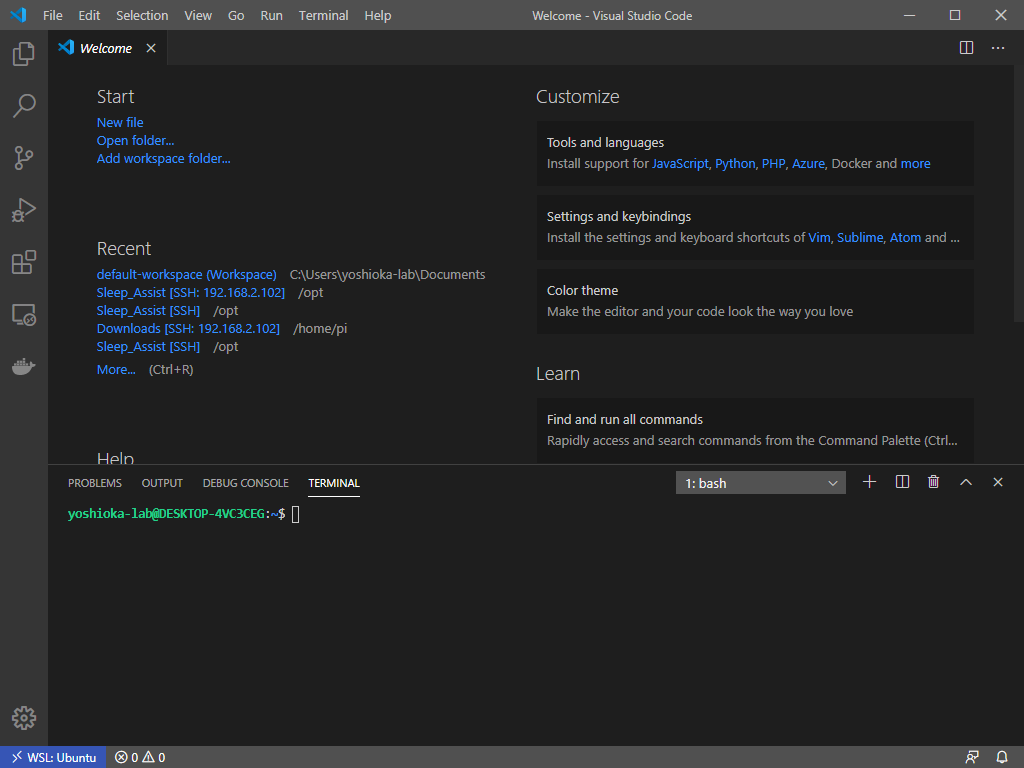 File Edit Selection View Go Run Terminal Help Welcome - Visual Studio Code
Welcome
Start
New file
Open folder...
Add workspace folder...
Recent
default-workspace (Workspace) C:\Users\yoshioka-lab\Documents
Sleep_Assist [SSH: 192.168.2.102] /opt
Sleep_Assist [SSH] /opt
Downloads [SSH: 192.168.2.102] /home/pi
Sleep_Assist [SSH] /opt
More... (Ctrl+R)
Help
Customize
Tools and languages
Install support for JavaScript, Python, PHP, Azure, Docker and more
Settings and keybindings
Install the settings and keyboard shortcuts of Vim, Sublime, Atom and ...
Color theme
Make the editor and your code look the way you love
Learn
Find and run all commands
Rapidly access and search commands from the Command Palette (Ctrl...
PROBLEMS OUTPUT DEBUG CONSOLE TERMINAL 1: bash
yoshioka-lab@DESKTOP-4VC3CEG:~$
WSL: Ubuntu 0 0